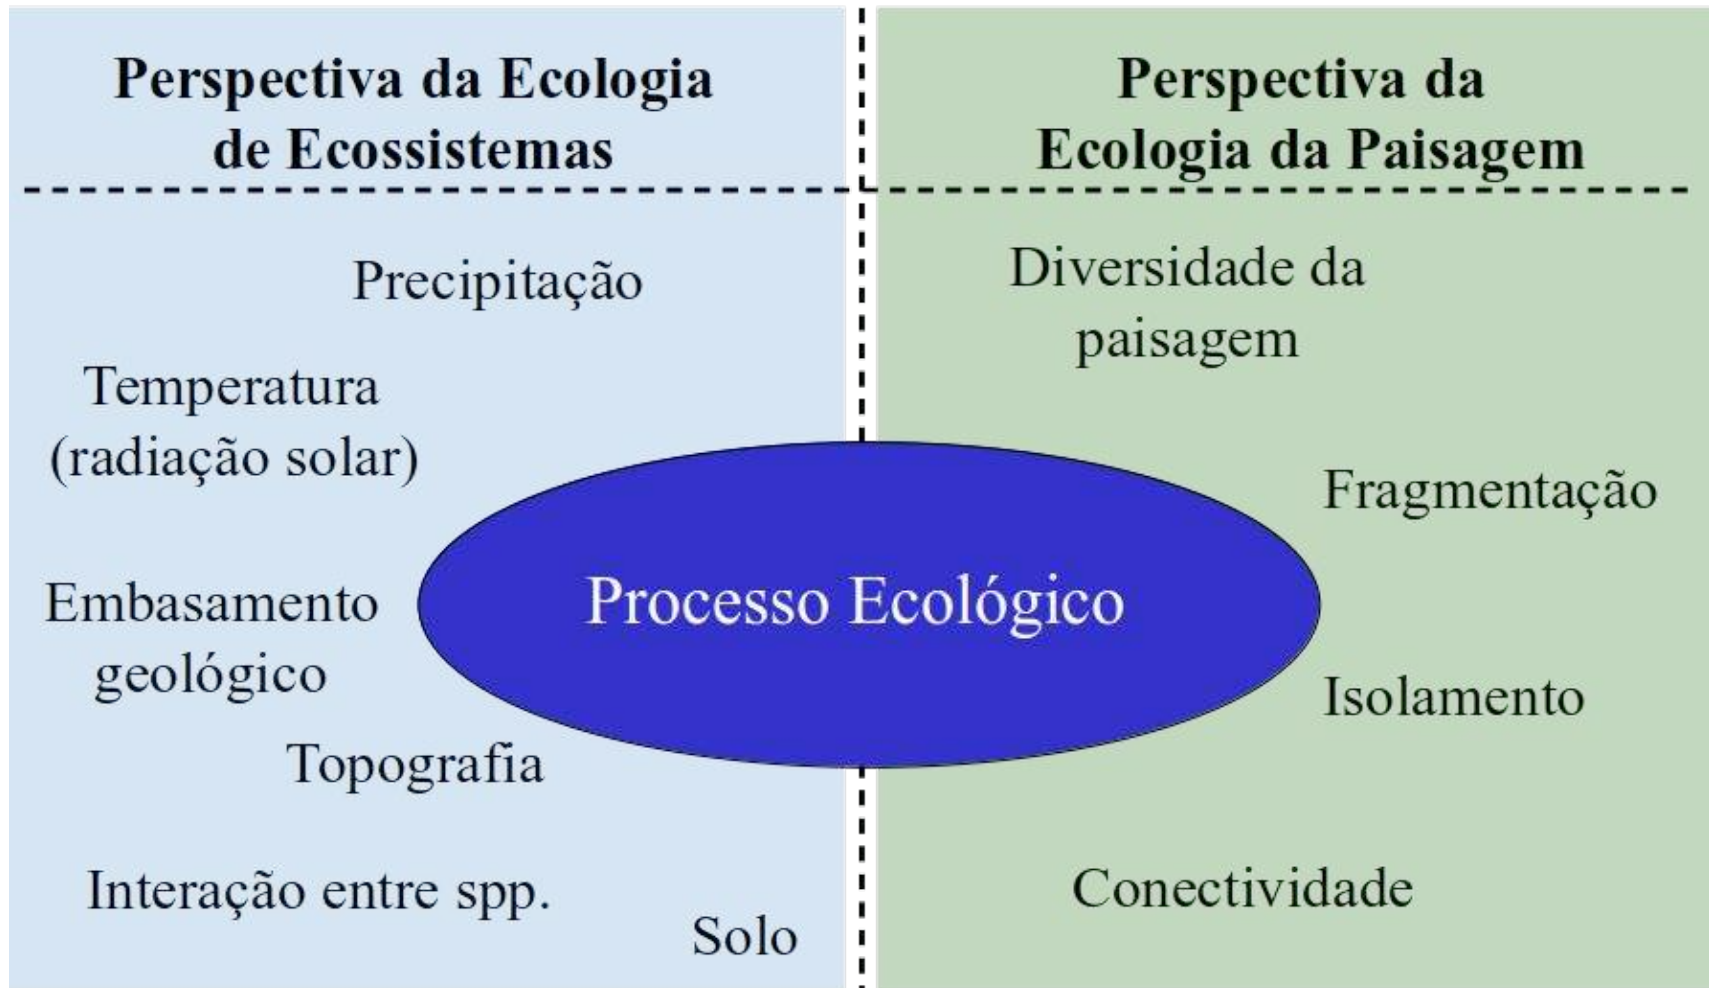 Perspectiva da Ecologia
de Ecossistemas
Precipitação
Temperatura
(radiação solar)
Embasamento
geológico
Topografia
Interação entre spp.
Solo
Processo Ecológico
Perspectiva da
Ecologia da Paisagem
Diversidade da
paisagem
Fragmentação
Isolamento
Conectividade